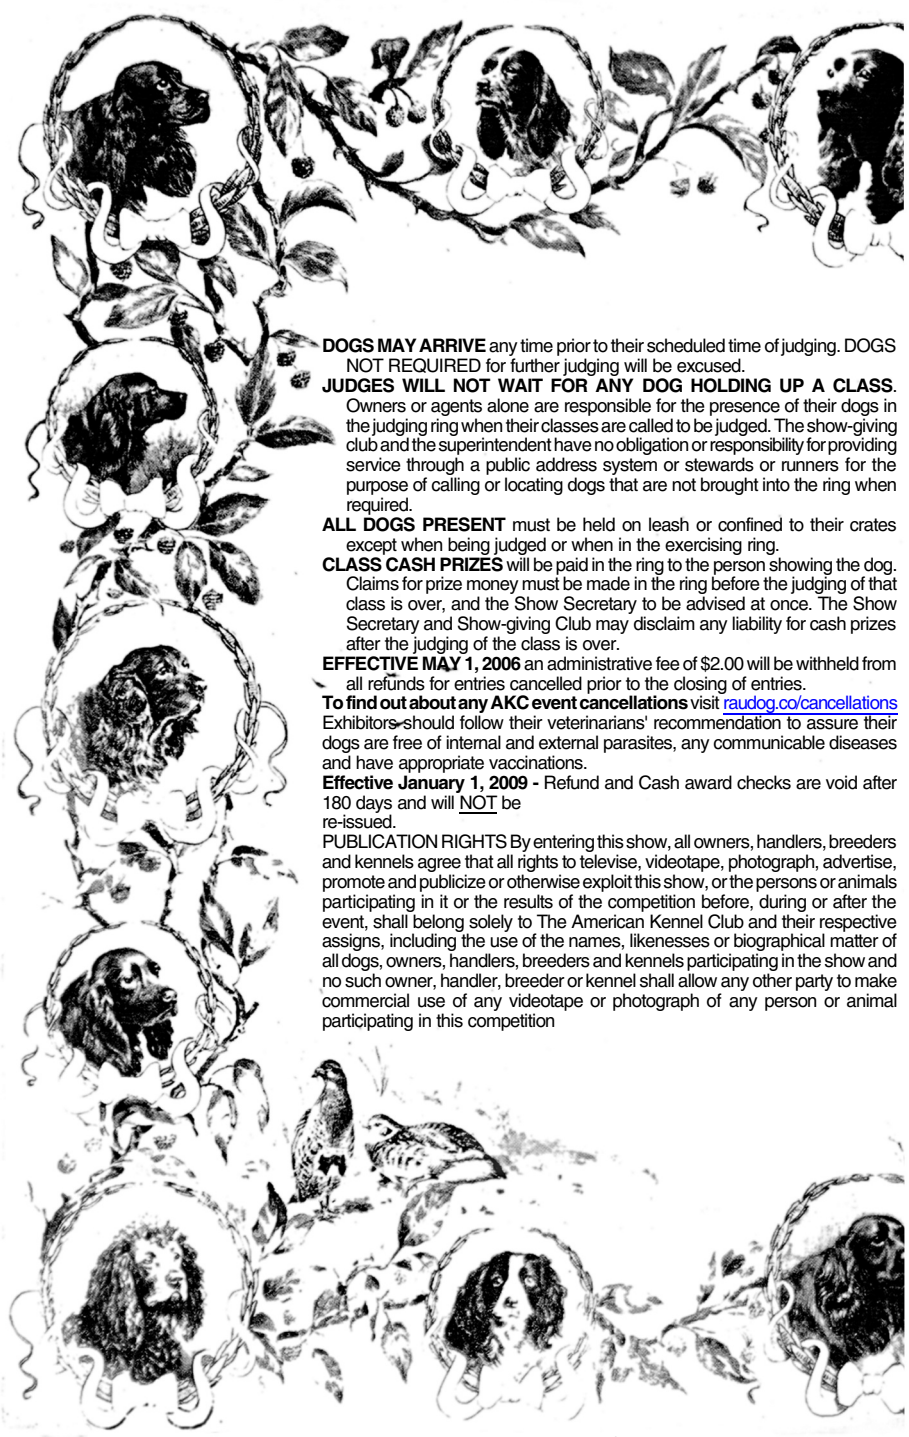 DOGS MAY ARRIVE any time prior to their scheduled time of judging. DOGS
NOT REQUIRED for further judging will be excused.
JUDGES WILL NOT WAIT FOR ANY DOG HOLDING UP A CLASS.
Owners or agents alone are responsible for the presence of their dogs in
the judging ring when their classes are called to be judged. The show-giving
club and the superintendent have no obligation or responsibility for providing
service through a public address system or stewards or runners for the
purpose of calling or locating dogs that are not brought into the ring when
required.
ALL DOGS PRESENT must be held on leash or confined to their crates
except when being judged or when in the exercising ring.
CLASS CASH PRIZES will be paid in the ring to the person showing the dog.
Claims for prize money must be made in the ring before the judging of that
class is over, and the Show Secretary to be advised at once. The Show
Secretary and Show-giving Club may disclaim any liability for cash prizes
after the judging of the class is over.
EFFECTIVE MAY 1, 2006 an administrative fee of $2.00 will be withheld from
all refunds for entries cancelled prior to the closing of entries.
To find out about any AKC event cancellations visit raudog.co/cancellations
Exhibitors should follow their veterinarians' recommendation to assure their
dogs are free of internal and external parasites, any communicable diseases
and have appropriate vaccinations.
Effective January 1, 2009 - Refund and Cash award checks are void after
180 days and will NOT be
re-issued.
PUBLICATION RIGHTS By entering this show, all owners, handlers, breeders
and kennels agree that all rights to televise, videotape, photograph, advertise,
promote and publicize or otherwise exploit this show, or the persons or animals
participating in it or the results of the competition before, during or after the
event, shall belong solely to The American Kennel Club and their respective
assigns, including the use of the names, likenesses or biographical matter of
all dogs, owners, handlers, breeders and kennels participating in the show and
no such owner, handler, breeder or kennel shall allow any other party to make
commercial use of any videotape or photograph of any person or animal
participating in this competition